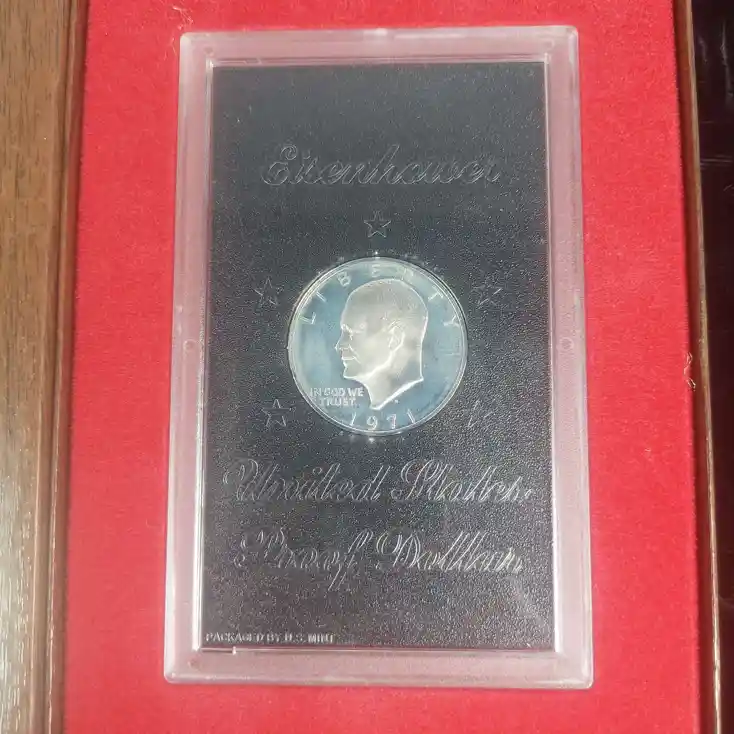 Eisenhower
LIBERTY
IN GOD WE
TRUST
1971
United States
Proof Dollar
PACKAGED BY U.S. MINT